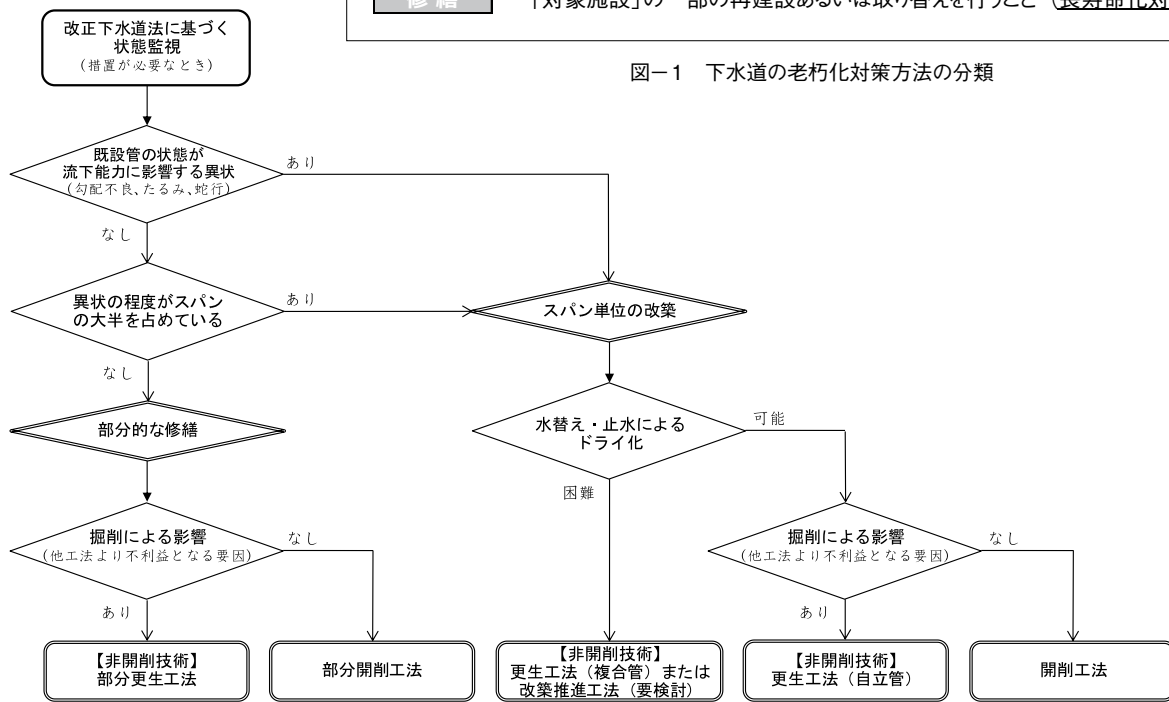 修繕
「対象施設」の一部の再建設あるいは取り替えを行うこと
図－1　下水道の老朽化対策方法の分類
改正下水道法に基づく
状態監視
(措置が必要なとき)
既設管の状態が
流下能力に影響する異状
(勾配不良、たるみ、蛇行)
あり
なし
異状の程度がスパン
の大半を占めている
あり
スパン単位の改築
なし
部分的な修繕
水替え・止水による
ドライ化
可能
困難
掘削による影響
(他工法より不利益となる要因)
なし
掘削による影響
(他工法より不利益となる要因)
なし
あり
あり
【非開削技術】
部分更生工法
部分開削工法
【非開削技術】
更生工法（複合管）または
改築推進工法（要検討）
【非開削技術】
更生工法（自立管）
開削工法